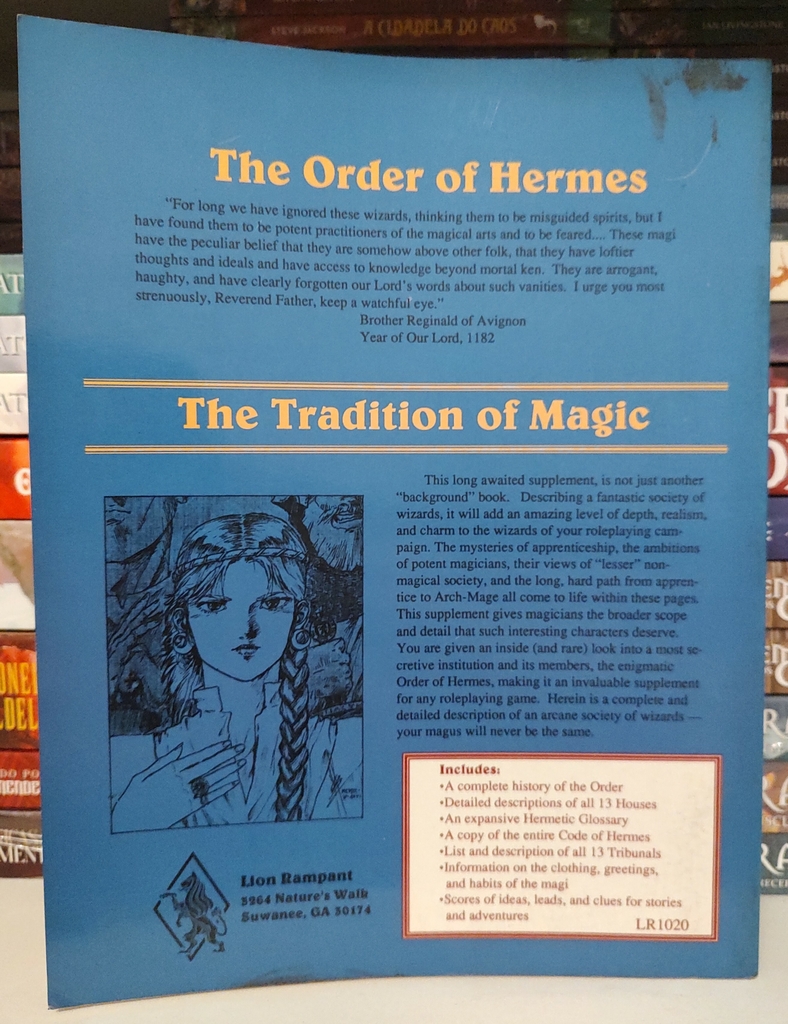 STEVE JACKSON A CIDADELA DO CAOS
IAN LIVINGSTONE
The Order of Hermes
"For long we have ignored these wizards, thinking them to be misguided spirits, but I
have found them to be potent practitioners of the magical arts and to be feared.... These magi
have the peculiar belief that they are somehow above other folk, that they have loftier
thoughts and ideals and have access to knowledge beyond mortal ken. They are arrogant,
haughty, and have clearly forgotten our Lord's words about such vanities. I urge you most
strenuously, Reverend Father, keep a watchful eye."
Brother Reginald of Avignon
Year of Our Lord, 1182
The Tradition of Magic
This long awaited supplement, is not just another
"background" book. Describing a fantastic society of
wizards, it will add an amazing level of depth, realism,
and charm to the wizards of your roleplaying cam-
paign. The mysteries of apprenticeship, the ambitions
of potent magicians, their views of "lesser" non-
magical society, and the long, hard path from appren-
tice to Arch-Mage all come to life within these pages.
This supplement gives magicians the broader scope
and detail that such interesting characters deserve.
You are given an inside (and rare) look into a most se-
cretive institution and its members, the enigmatic
Order of Hermes, making it an invaluable supplement
for any roleplaying game. Herein is a complete and
detailed description of an arcane society of wizards —
your magus will never be the same.
Includes:
•A complete history of the Order
•Detailed descriptions of all 13 Houses
•An expansive Hermetic Glossary
•A copy of the entire Code of Hermes
•List and description of all 13 Tribunals
•Information on the clothing, greetings,
and habits of the magi
•Scores of ideas, leads, and clues for stories
and adventures
LR1020
Lion Rampant
3964 Nature's Walk
Suwanee, GA 30174